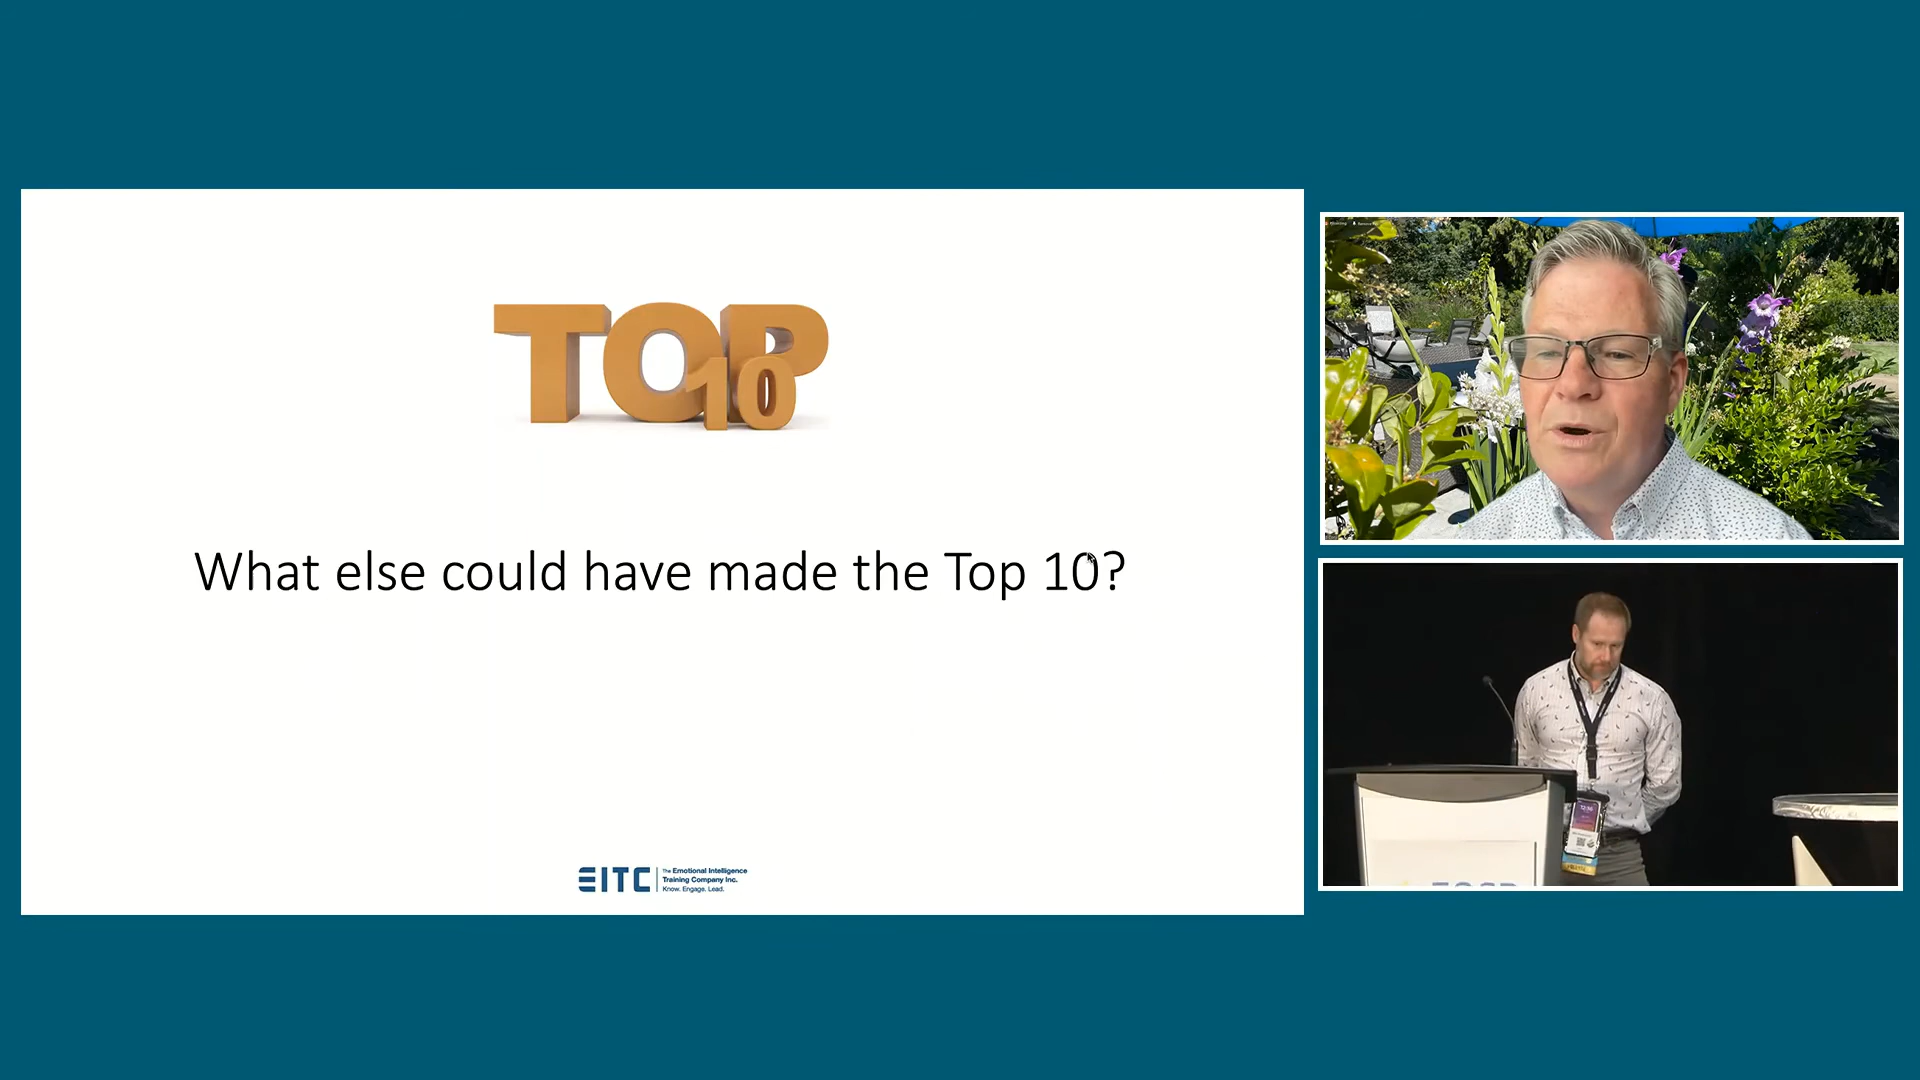 TOP
10
What else could have made the Top 10?
EITC
The Emotional Intelligence
Training Company Inc.
Know. Engage. Lead.